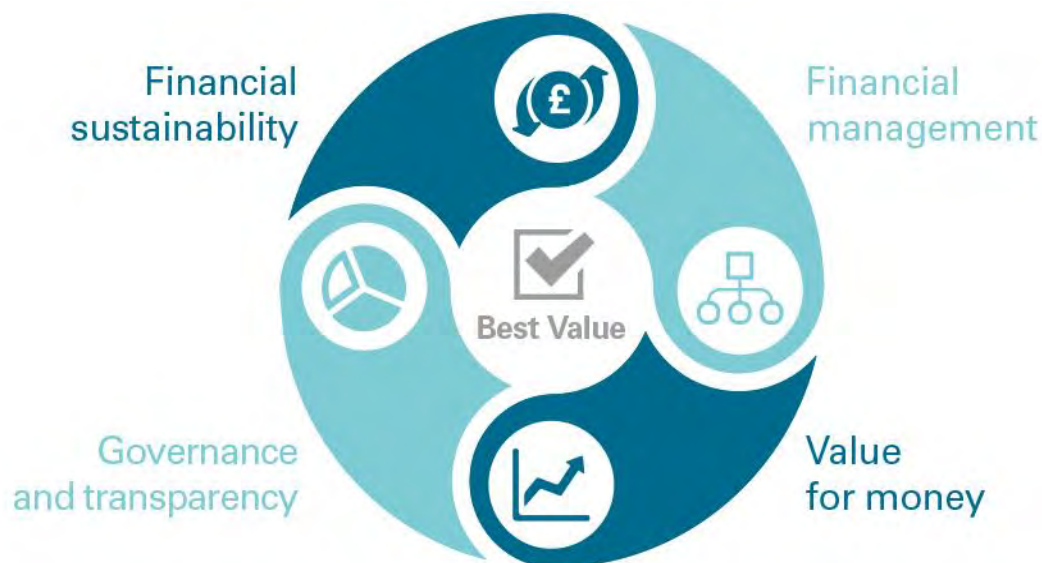 Financial
sustainability
Financial
management
£
Best Value
Governance
and transparency
Value
for money